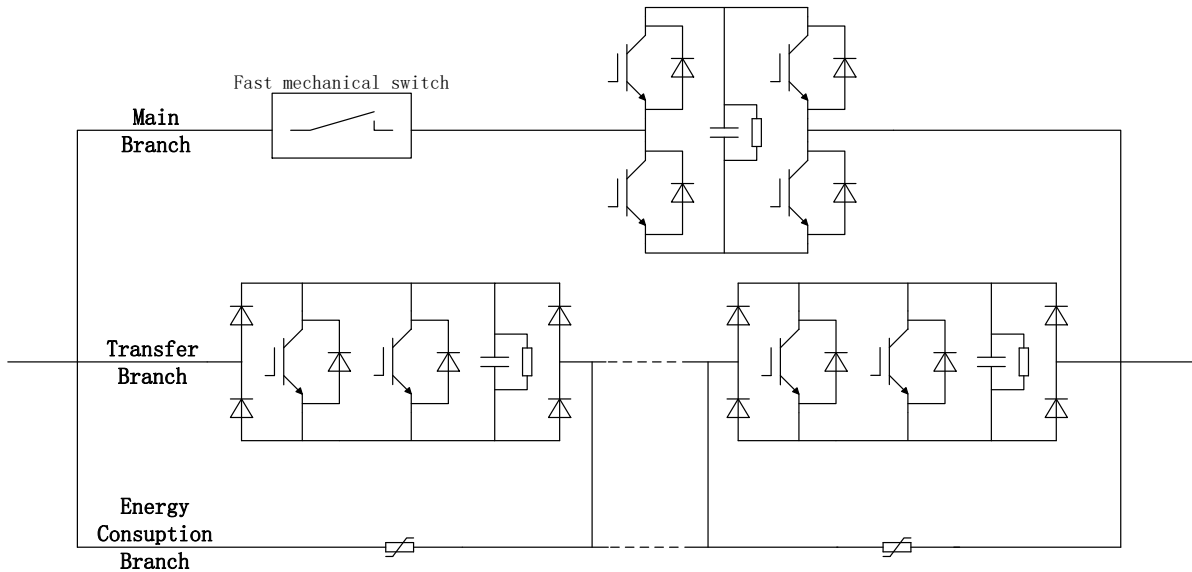 Fast mechanical switch
Main
Branch
Transfer
Branch
Energy
Consuption
Branch